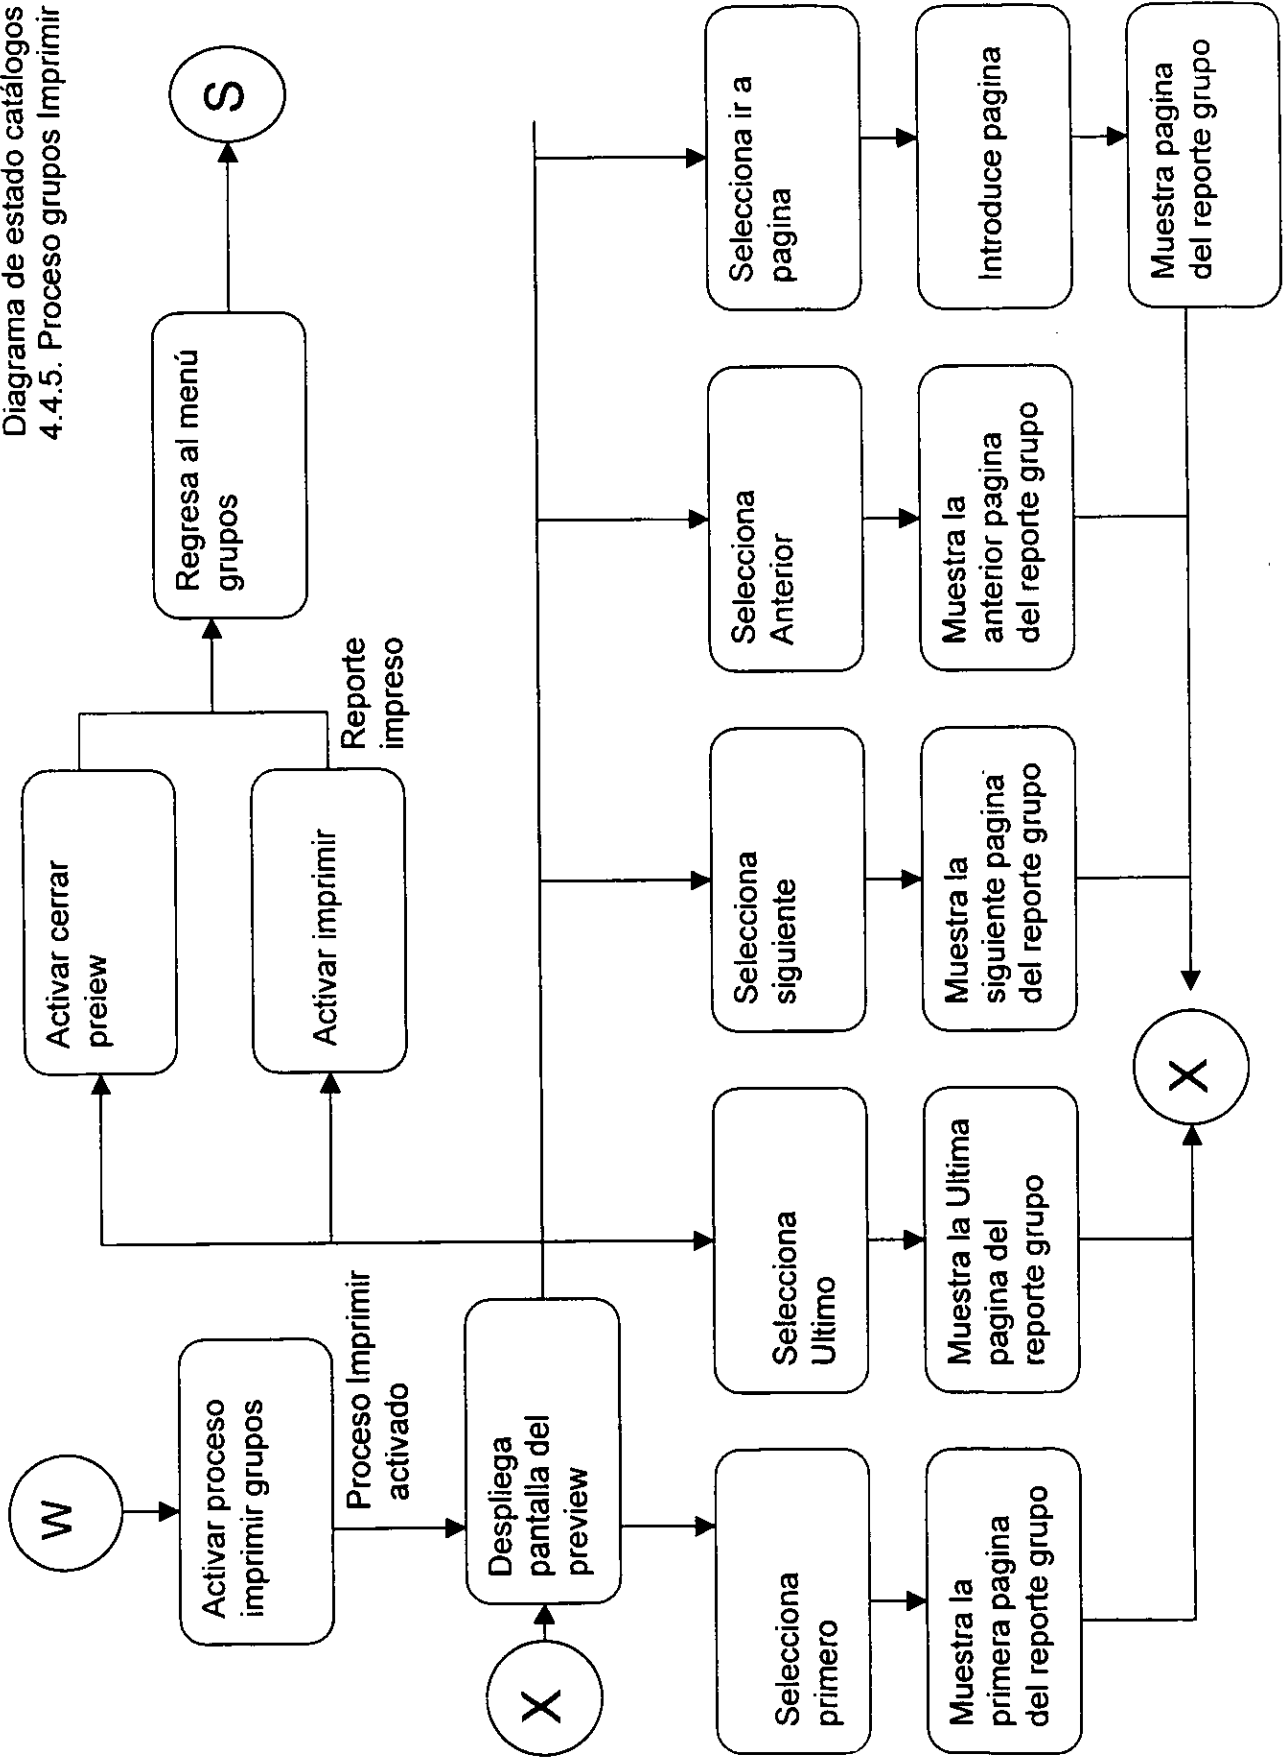 Diagrama de estado catálogos
4.4.5. Proceso grupos Imprimir
W
Activar proceso
imprimir grupos
Proceso Imprimir
activado
X
Despliega
pantalla del
preview
Activar cerrar
preiew
Activar imprimir
Reporte
impreso
Regresa al menú
grupos
S
Selecciona
primero
Selecciona
Ultimo
Selecciona
siguiente
Selecciona
Anterior
Selecciona ir a
pagina
Muestra la
primera pagina
del reporte grupo
Muestra la Ultima
pagina del
reporte grupo
Muestra la
siguiente pagina
del reporte grupo
Muestra la
anterior pagina
del reporte grupo
Introduce pagina
Muestra pagina
del reporte grupo
X